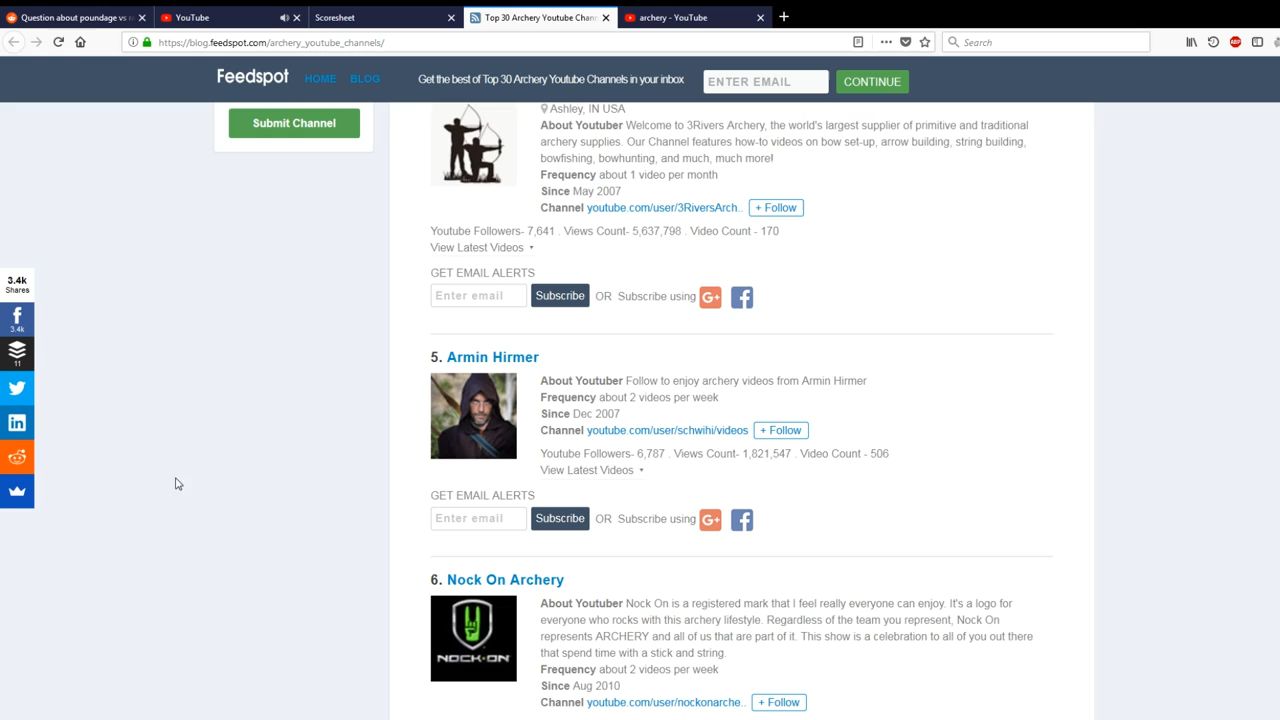 Question about poundage vs r
YouTube
Scoresheet
Top 30 Archery Youtube Chann
archery - YouTube
https://blog.feedspot.com/archery_youtube_channels/
Search
ABP
Feedspot
HOME
BLOG
Get the best of Top 30 Archery Youtube Channels in your inbox
ENTER EMAIL
CONTINUE
Submit Channel
Ashley, IN USA
About Youtuber Welcome to 3Rivers Archery, the world's largest supplier of primitive and traditional
archery supplies. Our Channel features how-to videos on bow set-up, arrow building, string building,
bowfishing, bowhunting, and much, much more!
Frequency about 1 video per month
Since May 2007
Channel youtube.com/user/3RiversArch.. + Follow
Youtube Followers- 7,641 . Views Count- 5,637,798 . Video Count - 170
View Latest Videos
GET EMAIL ALERTS
Enter email Subscribe OR Subscribe using G+ f
3.4k
Shares
f
3.4k
11
in
5. Armin Hirmer
About Youtuber Follow to enjoy archery videos from Armin Hirmer
Frequency about 2 videos per week
Since Dec 2007
Channel youtube.com/user/schwihi/videos + Follow
Youtube Followers- 6,787 . Views Count- 1,821,547 . Video Count - 506
View Latest Videos
GET EMAIL ALERTS
Enter email Subscribe OR Subscribe using G+ f
6. Nock On Archery
NOCK ON
About Youtuber Nock On is a registered mark that I feel really everyone can enjoy. It's a logo for
everyone who rocks with this archery lifestyle. Regardless of the team you represent, Nock On
represents ARCHERY and all of us that are part of it. This show is a celebration to all of you out there
that spend time with a stick and string.
Frequency about 2 videos per week
Since Aug 2010
Channel youtube.com/user/nockonarche.. + Follow